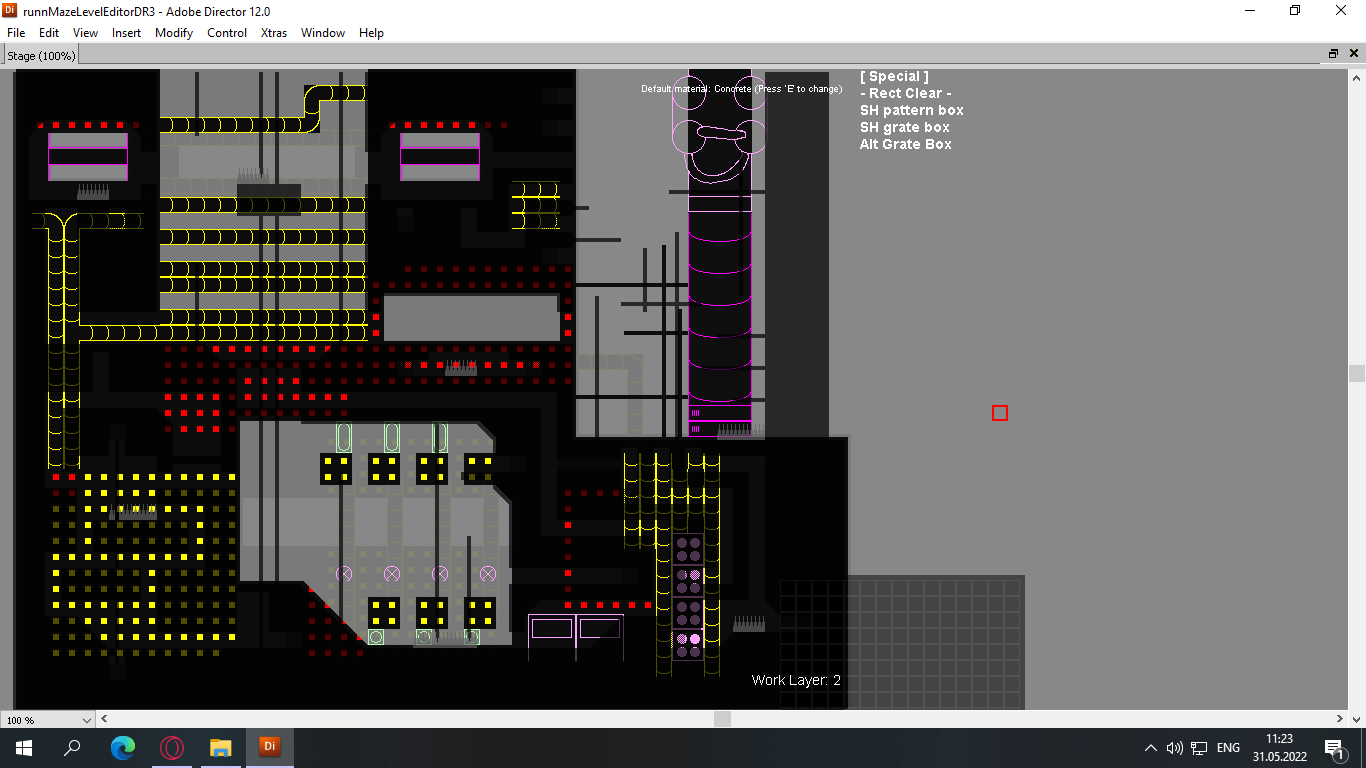 Di runnMazeLevelEditorDR3 - Adobe Director 12.0
File Edit View Insert Modify Control Xtras Window Help
Stage (100%)
Default material: Concrete (Press 'E' to change)
[ Special ]
- Rect Clear -
SH pattern box
SH grate box
Alt Grate Box
Work Layer: 2
100 %
Di
ENG
11:23
31.05.2022
1